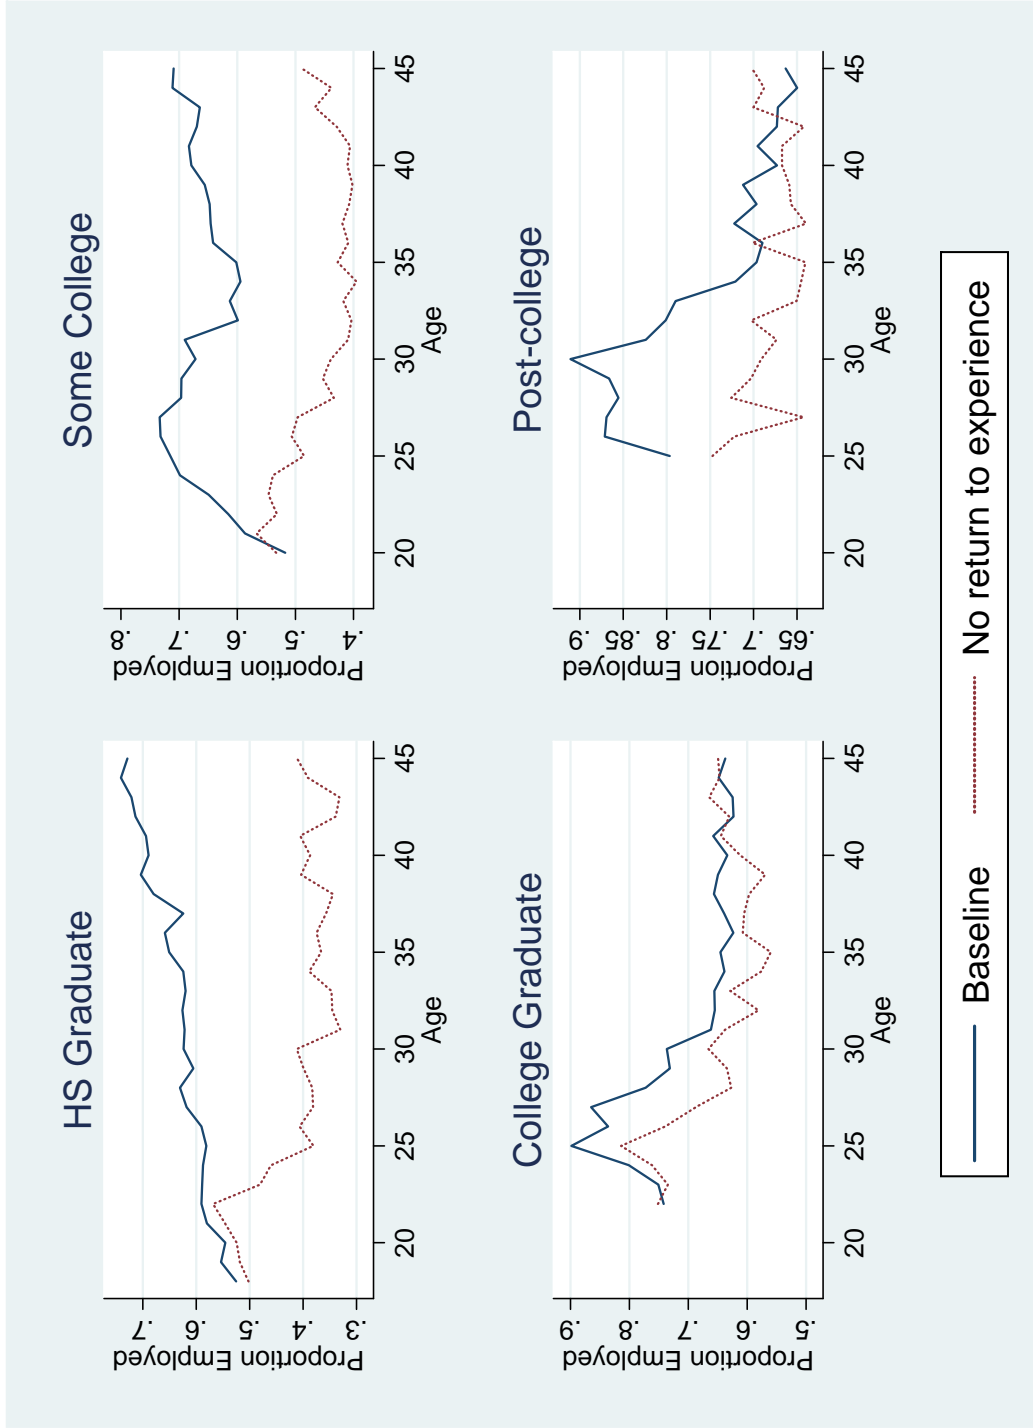 HS Graduate
Proportion Employed
.3 .4 .5 .6 .7
20 25 30 35 40 45
Age
Some College
Proportion Employed
.4 .5 .6 .7 .8
20 25 30 35 40 45
Age
College Graduate
Proportion Employed
.5 .6 .7 .8 .9
20 25 30 35 40 45
Age
Post-college
Proportion Employed
.65 .7 .75 .8 .85 .9
20 25 30 35 40 45
Age
Baseline No return to experience